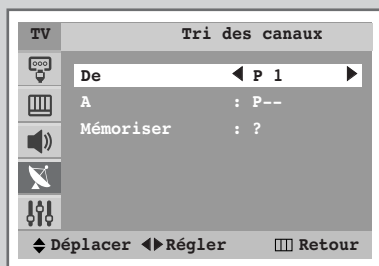 TV Tri des canaux
De ◀ P 1 ▶
A : P--
Mémoriser : ?
Déplacer Régler Retour